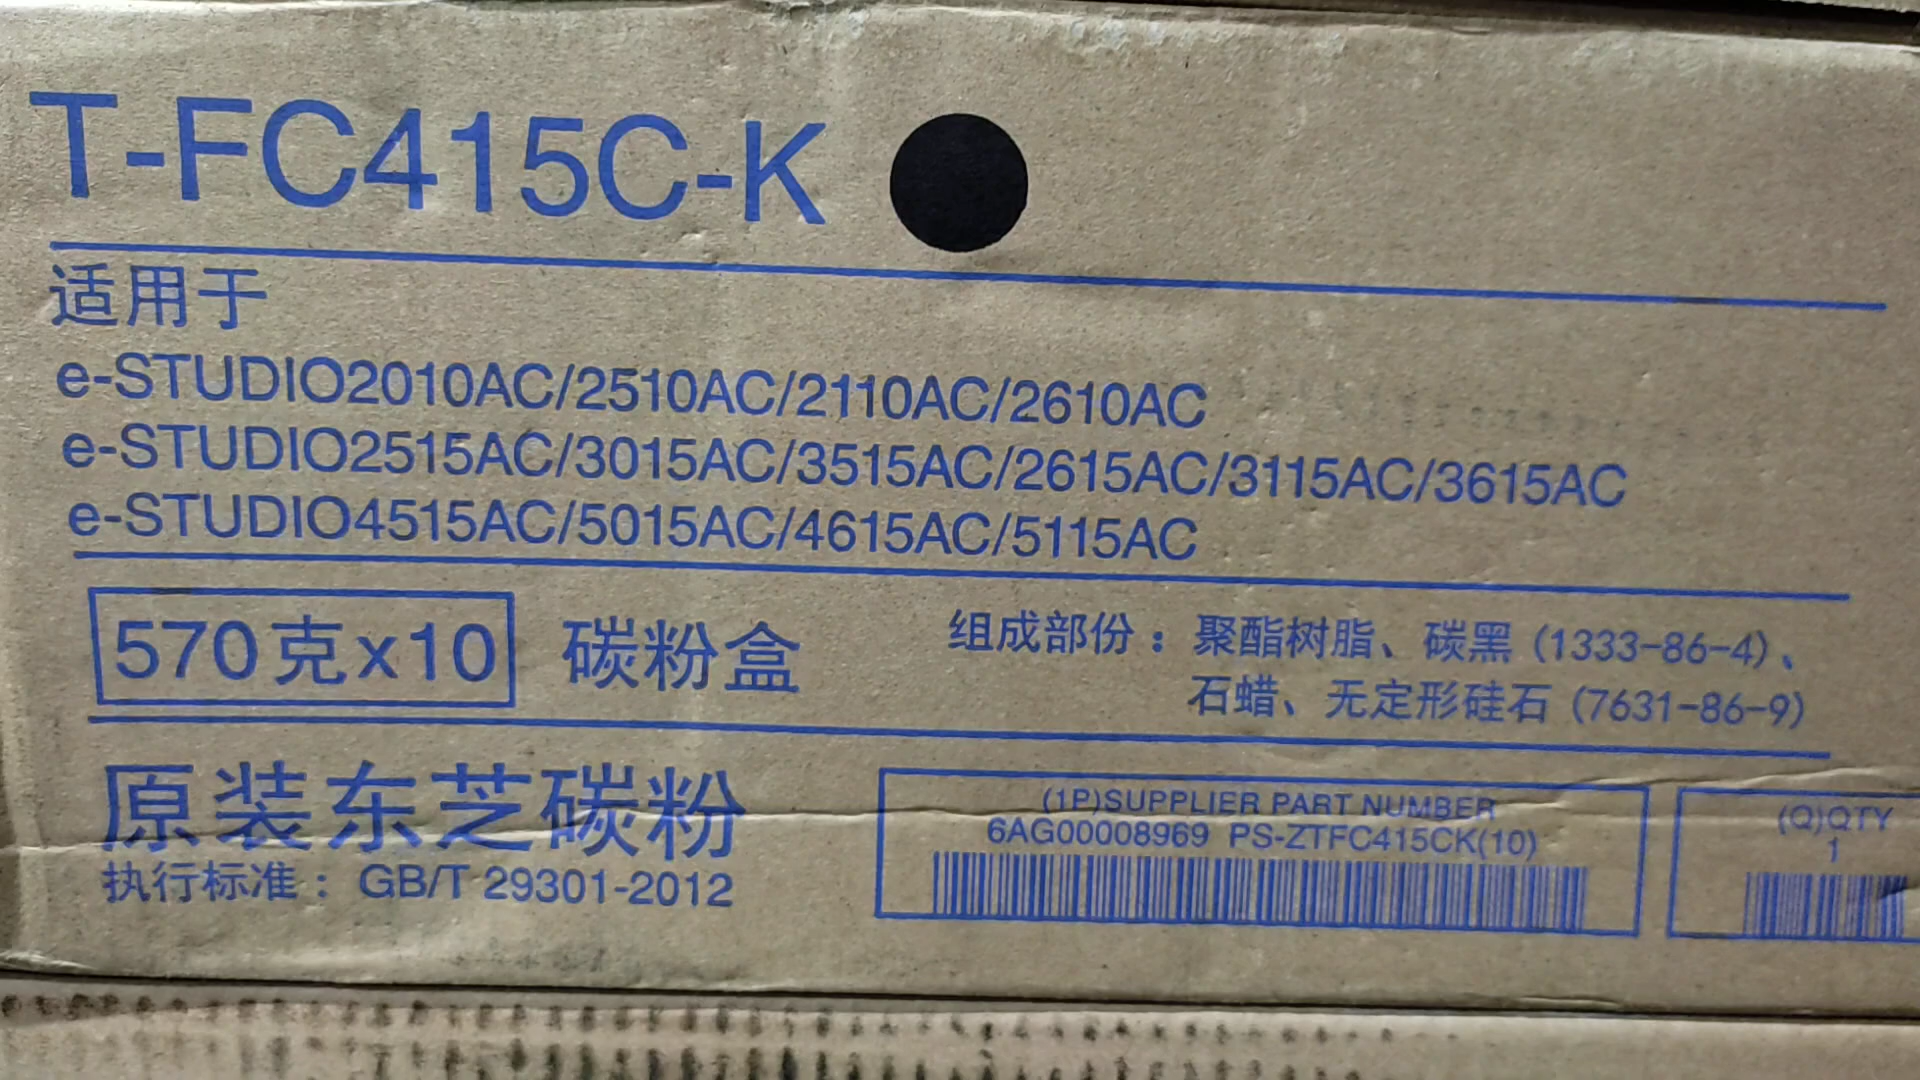 T-FC415C-K
适用于
e-STUDIO2010AC/2510AC/2110AC/2610AC
e-STUDIO2515AC/3015AC/3515AC/2615AC/3115AC/3615AC
e-STUDIO4515AC/5015AC/4615AC/5115AC
570克x10 碳粉盒
组成部份：聚酯树脂、碳黑 (1333-86-4)、
石蜡、无定形硅石 (7631-86-9)
原装东芝碳粉
执行标准：GB/T 29301-2012
(1P)SUPPLIER PART NUMBER
6AG00008969 PS-ZTFC415CK(10)
(Q)QTY
1